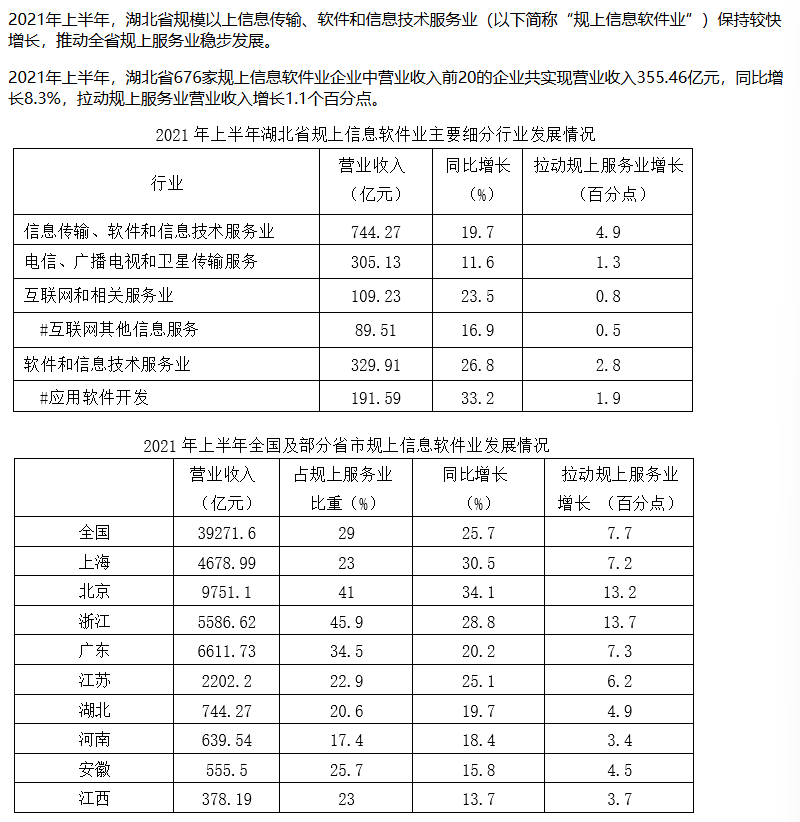 2021年上半年，湖北省规模以上信息传输、软件和信息技术服务业（以下简称“规上信息软件业”）保持较快
增长，推动全省规上服务业稳步发展。
2021年上半年，湖北省676家规上信息软件业企业中营业收入前20的企业共实现营业收入355.46亿元，同比增
长8.3%，拉动规上服务业营业收入增长1.1个百分点。
2021 年上半年湖北省规上信息软件业主要细分行业发展情况
行业 营业收入（亿元） 同比增长（%） 拉动规上服务业增长（百分点）
信息传输、软件和信息技术服务业 744.27 19.7 4.9
电信、广播电视和卫星传输服务 305.13 11.6 1.3
互联网和相关服务业 109.23 23.5 0.8
#互联网其他信息服务 89.51 16.9 0.5
软件和信息技术服务业 329.91 26.8 2.8
#应用软件开发 191.59 33.2 1.9
2021 年上半年全国及部分省市规上信息软件业发展情况
营业收入（亿元） 占规上服务业比重（%） 同比增长（%） 拉动规上服务业增长 （百分点）
全国 39271.6 29 25.7 7.7
上海 4678.99 23 30.5 7.2
北京 9751.1 41 34.1 13.2
浙江 5586.62 45.9 28.8 13.7
广东 6611.73 34.5 20.2 7.3
江苏 2202.2 22.9 25.1 6.2
湖北 744.27 20.6 19.7 4.9
河南 639.54 17.4 18.4 3.4
安徽 555.5 25.7 15.8 4.5
江西 378.19 23 13.7 3.7